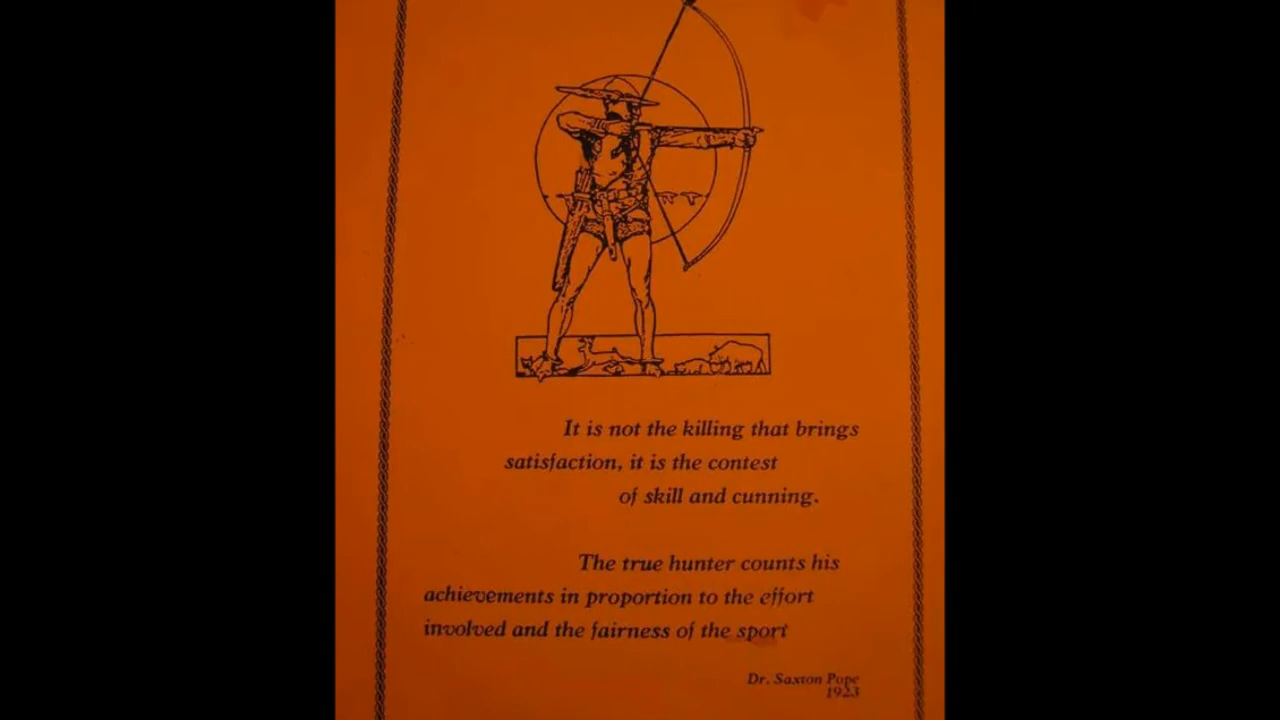 It is not the killing that brings
satisfaction, it is the contest
of skill and cunning.
The true hunter counts his
achievements in proportion to the effort
involved and the fairness of the sport
Dr. Saxton Pope
1923